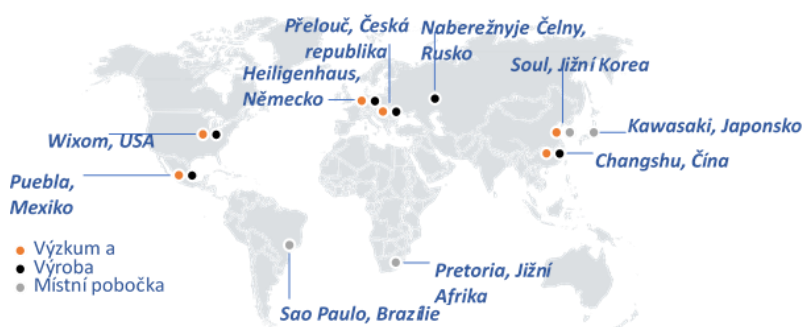 Přelouč, Česká
republika
Naberežnyje Čelny,
Rusko
Heiligenhaus,
Německo
Soul, Jižní Korea
Wixom, USA
Kawasaki, Japonsko
Changshu, Čína
Puebla,
Mexiko
Výzkum a
Výroba
Místní pobočka
Pretoria, Jižní
Afrika
Sao Paulo, Brazílie